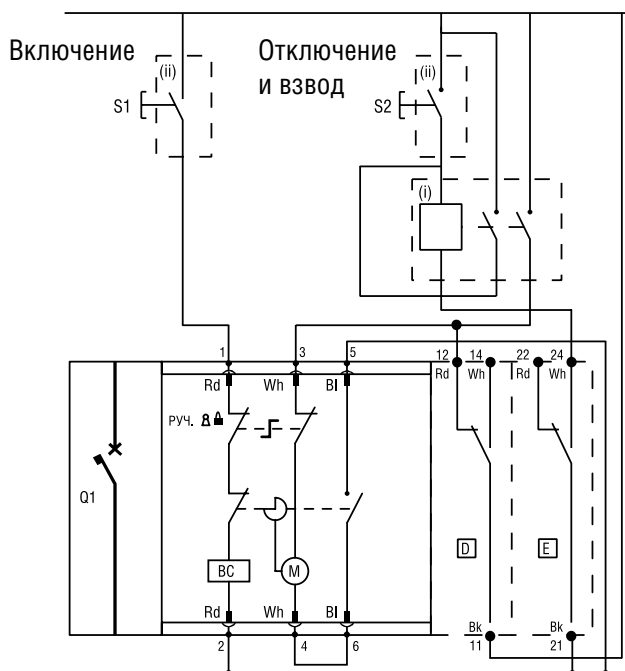 Включение
Отключение
и взвод
(ii)
(ii)
S1
S2
(i)
1
3
5
12
14
22
24
Rd
Wh
Bl
Rd
Wh
Rd
Wh
РУЧ.
Q1
D
E
BC
M
Rd
Wh
Bl
Bk
Bk
2
4
6
11
21